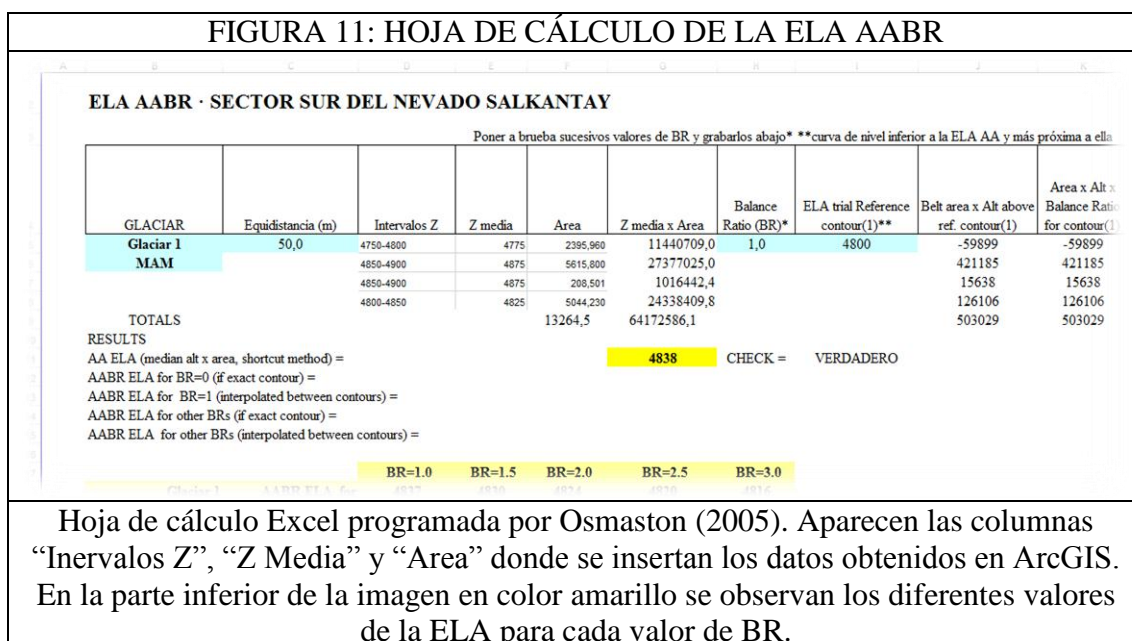 FIGURA 11: HOJA DE CÁLCULO DE LA ELA AABR
A B C D E F G H I J K
ELA AABR · SECTOR SUR DEL NEVADO SALKANTAY
Poner a brueba sucesivos valores de BR y grabarlos abajo* **curva de nivel inferior a la ELA AA y más próxima a ella
GLACIAR Equidistancia (m) Intervalos Z Z media Area Z media x Area Balance Ratio (BR)* ELA trial Reference contour(1)** Belt area x Alt above ref. contour(1) Area x Alt x Balance Ratio for contour(1)
Glaciar 1 50,0 4750-4800 4775 2395,960 11440709,0 1,0 4800 -59899 -59899
MAM 4850-4900 4875 5615,800 27377025,0 421185 421185
4850-4900 4875 208,501 1016442,4 15638 15638
4800-4850 4825 5044,230 24338409,8 126106 126106
TOTALS 13264,5 64172586,1 503029 503029
RESULTS
AA ELA (median alt x area, shortcut method) = 4838 CHECK = VERDADERO
AABR ELA for BR=0 (if exact contour) =
AABR ELA for BR=1 (interpolated between contours) =
AABR ELA for other BRs (if exact contour) =
AABR ELA for other BRs (interpolated between contours) =
BR=1.0 BR=1.5 BR=2.0 BR=2.5 BR=3.0
Glaciar 1 AABR ELA for
Hoja de cálculo Excel programada por Osmaston (2005). Aparecen las columnas
“Inervalos Z”, “Z Media” y “Area” donde se insertan los datos obtenidos en ArcGIS.
En la parte inferior de la imagen en color amarillo se observan los diferentes valores
de la ELA para cada valor de BR.